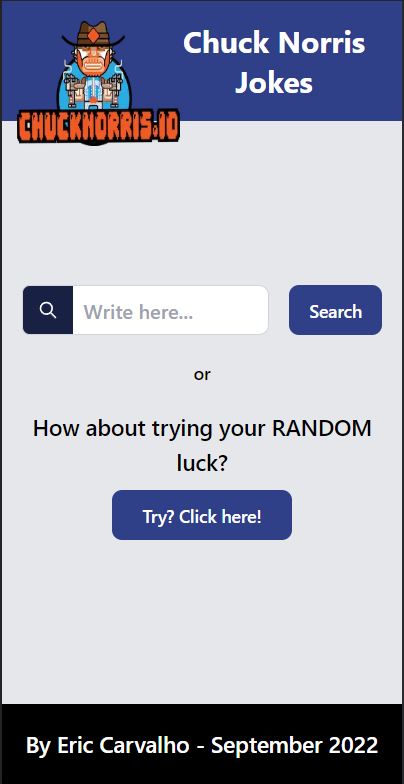 Chuck Norris
Jokes
CHUCKNORRIS.IO
Write here...
Search
or
How about trying your RANDOM
luck?
Try? Click here!
By Eric Carvalho - September 2022